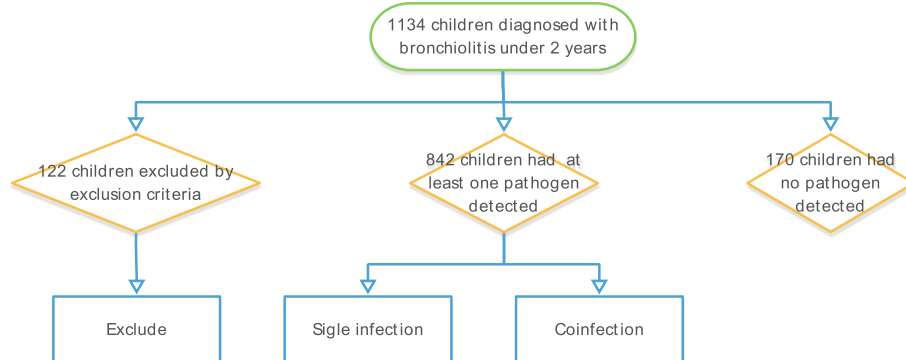 1134 children diagnosed with
bronchiolitis under 2 years
122 children excluded by
exclusion criteria
842 children had at
least one pathogen
detected
170 children had
no pathogen
detected
Exclude
Sigle infection
Coinfection